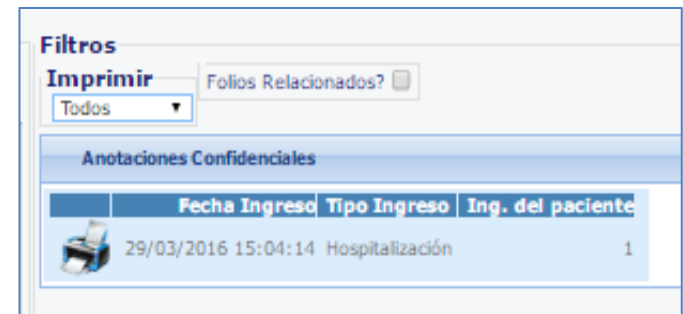 Filtros
Imprimir
Folios Relacionados?
Todos
Anotaciones Confidenciales
Fecha Ingreso Tipo Ingreso Ing. del paciente
29/03/2016 15:04:14 Hospitalización 1